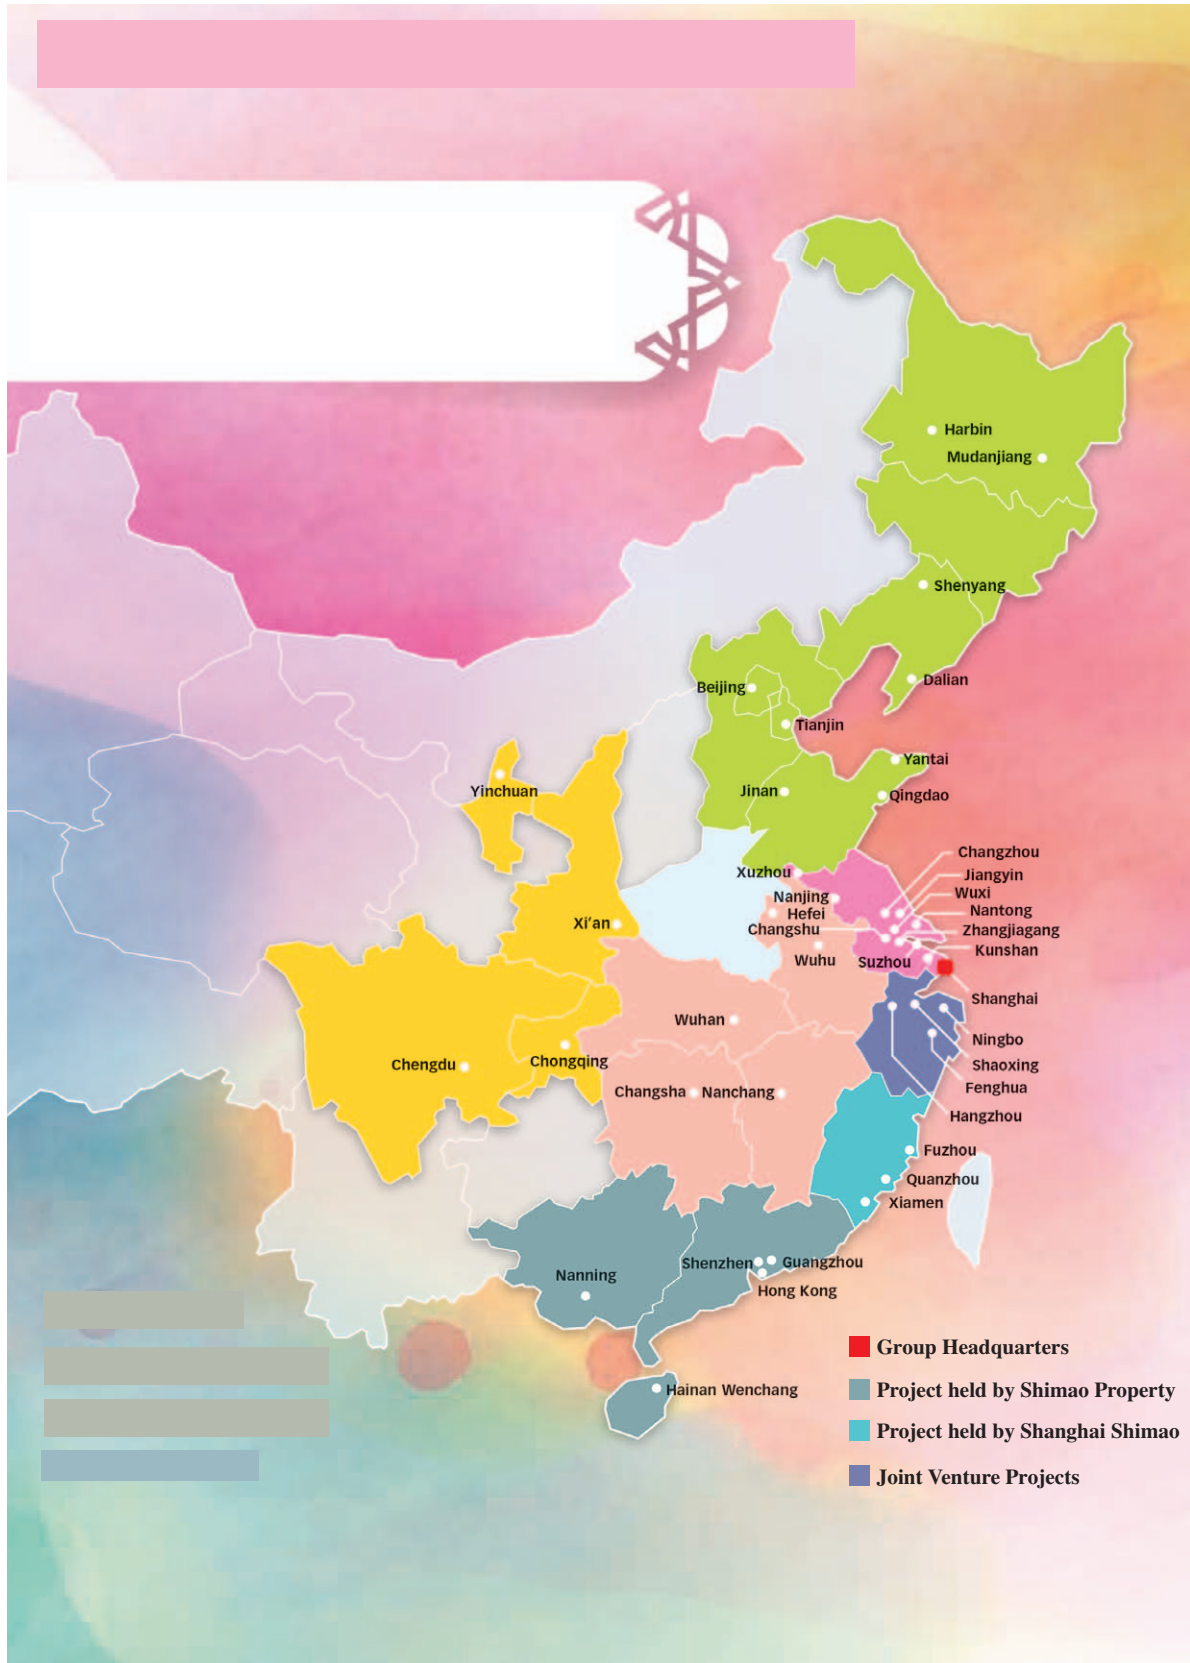 Harbin
Mudanjiang
Shenyang
Dalian
Beijing
Tianjin
Yantai
Yinchuan
Jinan
Qingdao
Changzhou
Xuzhou
Jiangyin
Nanjing
Wuxi
Hefei
Nantong
Xi'an
Changshu
Zhangjiagang
Kunshan
Wuhu
Suzhou
Shanghai
Wuhan
Ningbo
Chengdu
Chongqing
Shaoxing
Fenghua
Changsha
Nanchang
Hangzhou
Fuzhou
Quanzhou
Xiamen
Shenzhen
Guangzhou
Nanning
Hong Kong
Group Headquarters
Hainan Wenchang
Project held by Shimao Property
Project held by Shanghai Shimao
Joint Venture Projects